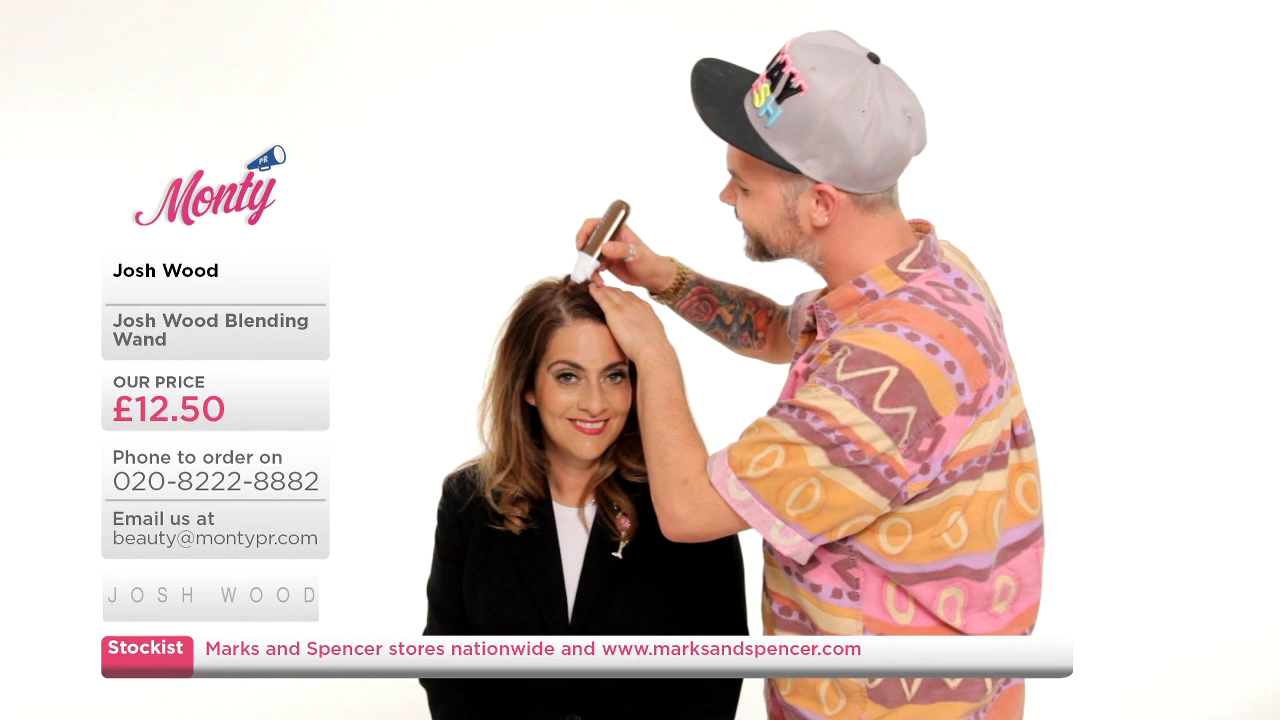 PR
Monty
Josh Wood
Josh Wood Blending
Wand
OUR PRICE
£12.50
Phone to order on
020-8222-8882
Email us at
beauty@montypr.com
JOSH WOOD
Stockist
Marks and Spencer stores nationwide and www.marksandspencer.com